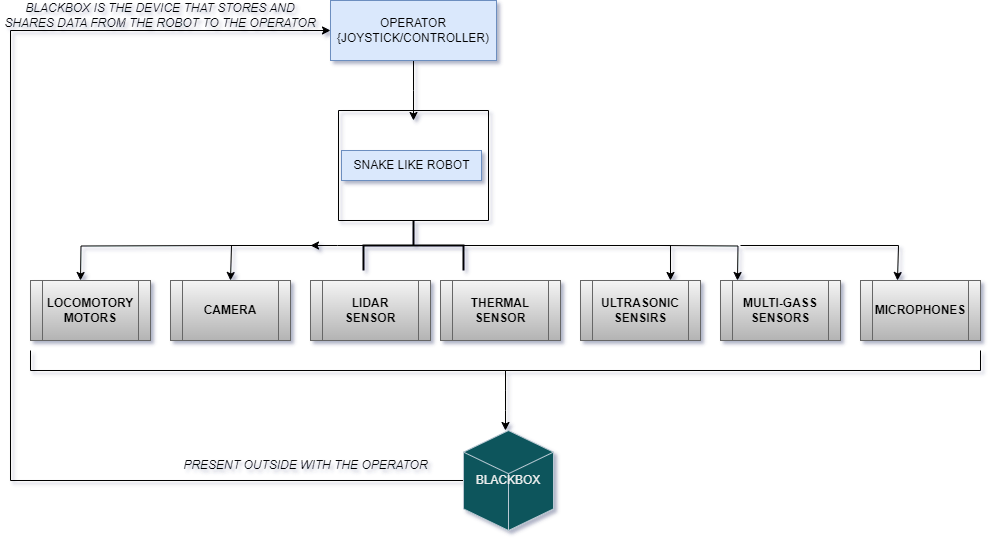 BLACKBOX IS THE DEVICE THAT STORES AND
SHARES DATA FROM THE ROBOT TO THE OPERATOR
OPERATOR
{JOYSTICK/CONTROLLER)
SNAKE LIKE ROBOT
LOCOMOTORY
MOTORS
CAMERA
LIDAR
SENSOR
THERMAL
SENSOR
ULTRASONIC
SENSIRS
MULTI-GASS
SENSORS
MICROPHONES
PRESENT OUTSIDE WITH THE OPERATOR
BLACKBOX